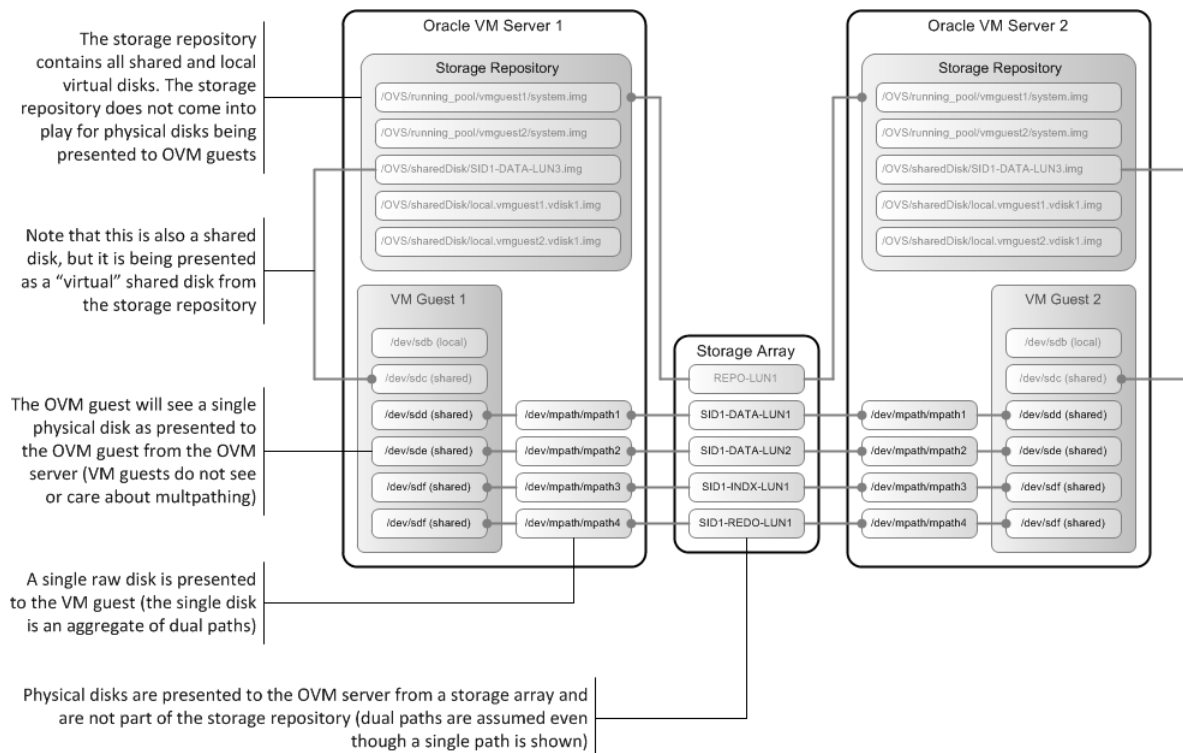 The storage repository
contains all shared and local
virtual disks. The storage
repository does not come into
play for physical disks being
presented to OVM guests
Note that this is also a shared
disk, but it is being presented
as a “virtual” shared disk from
the storage repository
The OVM guest will see a single
physical disk as presented to
the OVM guest from the OVM
server (VM guests do not see
or care about multpathing)
A single raw disk is presented
to the VM guest (the single disk
is an aggregate of dual paths)
Physical disks are presented to the OVM server from a storage array and
are not part of the storage repository (dual paths are assumed even
though a single path is shown)
Oracle VM Server 1
Storage Repository
/OVS/running_pool/vmguest1/system.img
/OVS/running_pool/vmguest2/system.img
/OVS/sharedDisk/SID1-DATA-LUN3.img
/OVS/sharedDisk/local.vmguest1.vdisk1.img
/OVS/sharedDisk/local.vmguest2.vdisk1.img
VM Guest 1
/dev/sdb (local)
/dev/sdc (shared)
/dev/sdd (shared)
/dev/sde (shared)
/dev/sdf (shared)
/dev/sdf (shared)
/dev/mpath/mpath1
/dev/mpath/mpath2
/dev/mpath/mpath3
/dev/mpath/mpath4
Storage Array
REPO-LUN1
SID1-DATA-LUN1
SID1-DATA-LUN2
SID1-INDX-LUN1
SID1-REDO-LUN1
Oracle VM Server 2
Storage Repository
/OVS/running_pool/vmguest1/system.img
/OVS/running_pool/vmguest2/system.img
/OVS/sharedDisk/SID1-DATA-LUN3.img
/OVS/sharedDisk/local.vmguest1.vdisk1.img
/OVS/sharedDisk/local.vmguest2.vdisk1.img
/dev/mpath/mpath1
/dev/mpath/mpath2
/dev/mpath/mpath3
/dev/mpath/mpath4
VM Guest 2
/dev/sdb (local)
/dev/sdc (shared)
/dev/sdd (shared)
/dev/sde (shared)
/dev/sdf (shared)
/dev/sdf (shared)